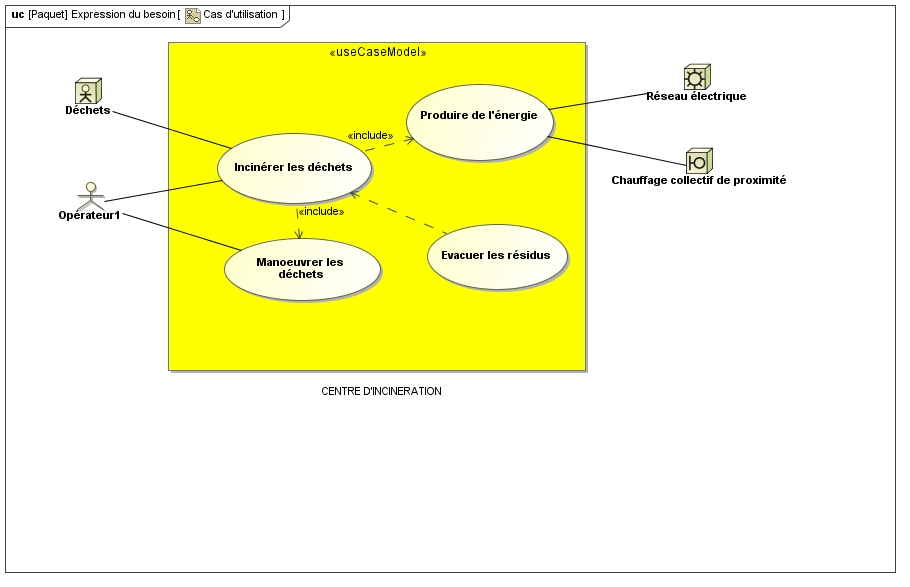 uc [Paquet] Expression du besoin [ Cas d'utilisation ]
«useCaseModel»
Déchets
Produire de l'énergie
Réseau électrique
«include»
Incinérer les déchets
Chauffage collectif de proximité
Opérateur1
«include»
Manoeuvrer les
déchets
Evacuer les résidus
CENTRE D'INCINERATION